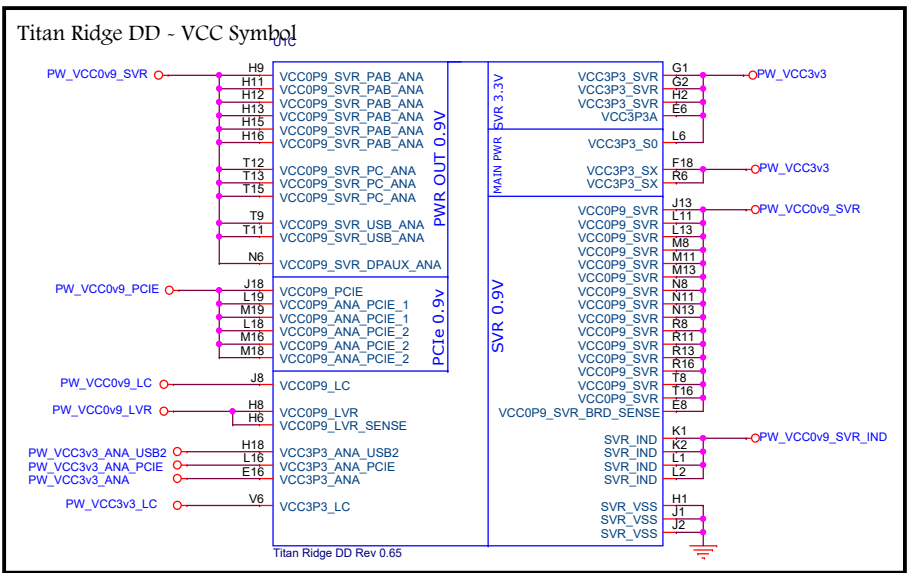 Titan Ridge DD - VCC Symbol
U1C
PW_VCC0v9_SVR
H9 VCC0P9_SVR_PAB_ANA
H11 VCC0P9_SVR_PAB_ANA
H12 VCC0P9_SVR_PAB_ANA
H13 VCC0P9_SVR_PAB_ANA
H15 VCC0P9_SVR_PAB_ANA
H16 VCC0P9_SVR_PAB_ANA
T12 VCC0P9_SVR_PC_ANA
T13 VCC0P9_SVR_PC_ANA
T15 VCC0P9_SVR_PC_ANA
T9 VCC0P9_SVR_USB_ANA
T11 VCC0P9_SVR_USB_ANA
N6 VCC0P9_SVR_DPAUX_ANA
PWR OUT 0.9V
PW_VCC0v9_PCIE
J18 VCC0P9_PCIE
L19 VCC0P9_ANA_PCIE_1
M19 VCC0P9_ANA_PCIE_1
L18 VCC0P9_ANA_PCIE_2
M16 VCC0P9_ANA_PCIE_2
M18 VCC0P9_ANA_PCIE_2
PCIe 0.9v
PW_VCC0v9_LC
J8 VCC0P9_LC
PW_VCC0v9_LVR
H8 VCC0P9_LVR
H6 VCC0P9_LVR_SENSE
PW_VCC3v3_ANA_USB2 H18 VCC3P3_ANA_USB2
PW_VCC3v3_ANA_PCIE L16 VCC3P3_ANA_PCIE
PW_VCC3v3_ANA E16 VCC3P3_ANA
PW_VCC3v3_LC V6 VCC3P3_LC
SVR 3.3V
VCC3P3_SVR G1 PW_VCC3v3
VCC3P3_SVR G2
VCC3P3_SVR H2
VCC3P3A E6
MAIN PWR
VCC3P3_S0 L6
VCC3P3_SX F18 PW_VCC3v3
VCC3P3_SX R6
SVR 0.9V
VCC0P9_SVR J13 PW_VCC0v9_SVR
VCC0P9_SVR L11
VCC0P9_SVR L13
VCC0P9_SVR M8
VCC0P9_SVR M11
VCC0P9_SVR M13
VCC0P9_SVR N8
VCC0P9_SVR N11
VCC0P9_SVR N13
VCC0P9_SVR R8
VCC0P9_SVR R11
VCC0P9_SVR R13
VCC0P9_SVR R16
VCC0P9_SVR T8
VCC0P9_SVR T16
VCC0P9_SVR_BRD_SENSE E8
SVR_IND K1 PW_VCC0v9_SVR_IND
SVR_IND K2
SVR_IND L1
SVR_IND L2
SVR_VSS H1
SVR_VSS J1
SVR_VSS J2
Titan Ridge DD Rev 0.65